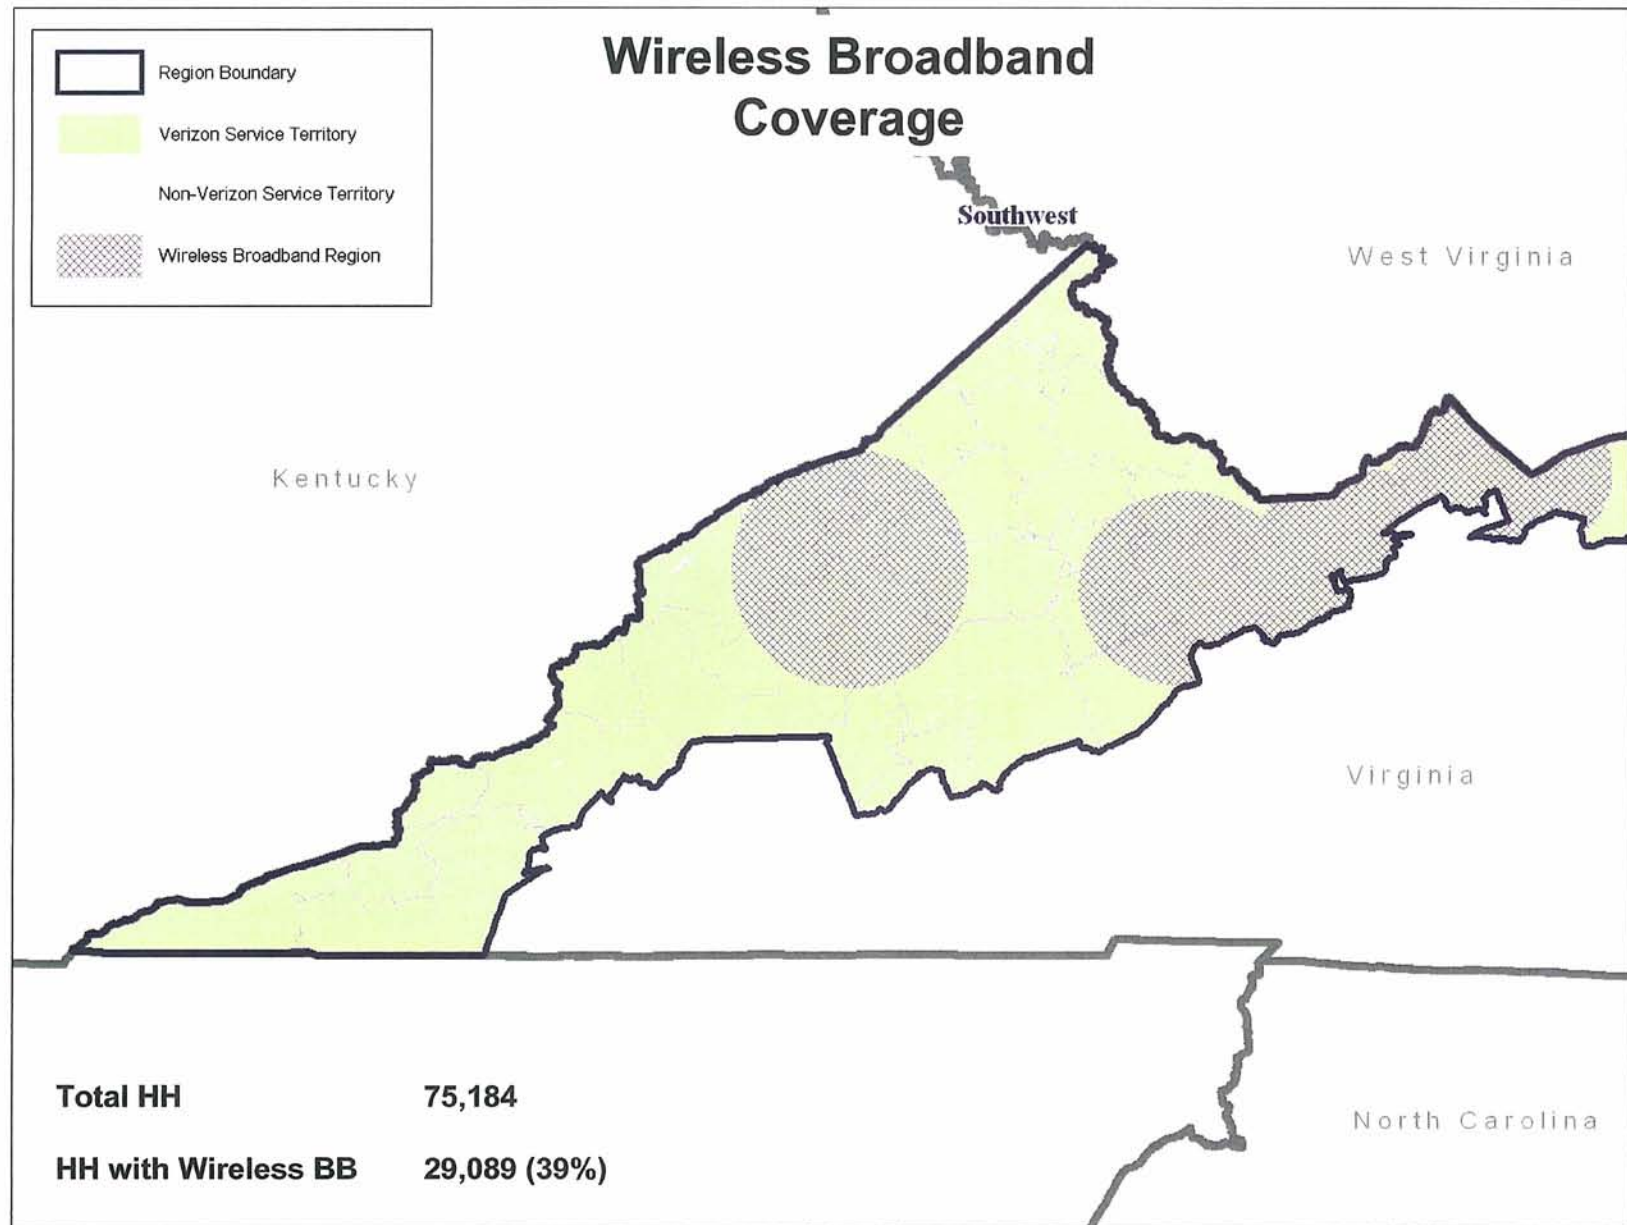 Wireless Broadband
Coverage
Region Boundary
Verizon Service Territory
Non-Verizon Service Territory
Wireless Broadband Region
Southwest
West Virginia
Kentucky
Virginia
North Carolina
Total HH 75,184
HH with Wireless BB 29,089 (39%)